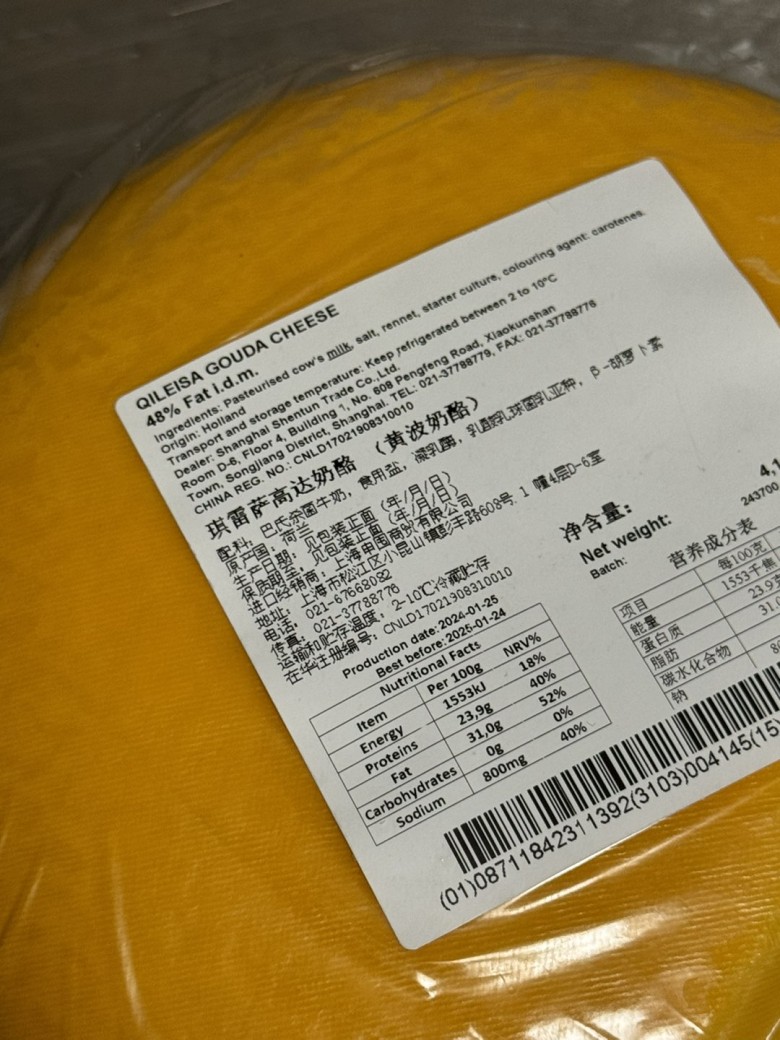 QILEISA GOUDA CHEESE
48% Fat i.d.m.
Ingredients: Pasteurised cow's milk, salt, rennet, starter culture, colouring agent: carotenes.
Origin: Holland
Transport and storage temperature: Keep refrigerated between 2 to 10°C
Dealer: Shanghai Shentun Trade Co., Ltd.
Room D-6, Floor 4, Building 1, No. 608 Pengfeng Road, Xiaokunshan
Town, Songjiang District, Shanghai. TEL: 021-37788779, FAX: 021-37788776
CHINA REG. NO.: CNLD17021908310010
琪雷萨高达奶酪 （黄波奶酪）
配料: 巴氏杀菌牛奶, 食用盐, 凝乳酶, 乳酸乳球菌乳亚种, β-胡萝卜素
原产国: 荷兰
生产日期: 见包装正面 (年/月/日)
保质期至: 见包装正面 (年/月/日)
进口经销商: 上海申囤商贸有限公司
地址: 上海市松江区小昆山镇彭丰路608号 1 幢4层D-6室
电话: 021-67668092
传真: 021-37788776
运输和贮存温度: 2-10℃冷藏贮存
在华注册编号: CNLD17021908310010
Production date: 2024-01-25
Best before: 2025-01-24
Nutritional Facts
Item Per 100g NRV%
Energy 1553kJ 18%
Proteins 23,9g 40%
Fat 31,0g 52%
Carbohydrates 0g 0%
Sodium 800mg 40%
净含量:
Net weight: 4,1
Batch: 243700
营养成分表
项目 每100克
能量 1553千焦
蛋白质 23.9
脂肪 31
碳水化合物
钠 8
(01)08711842311392(3103)004145(15